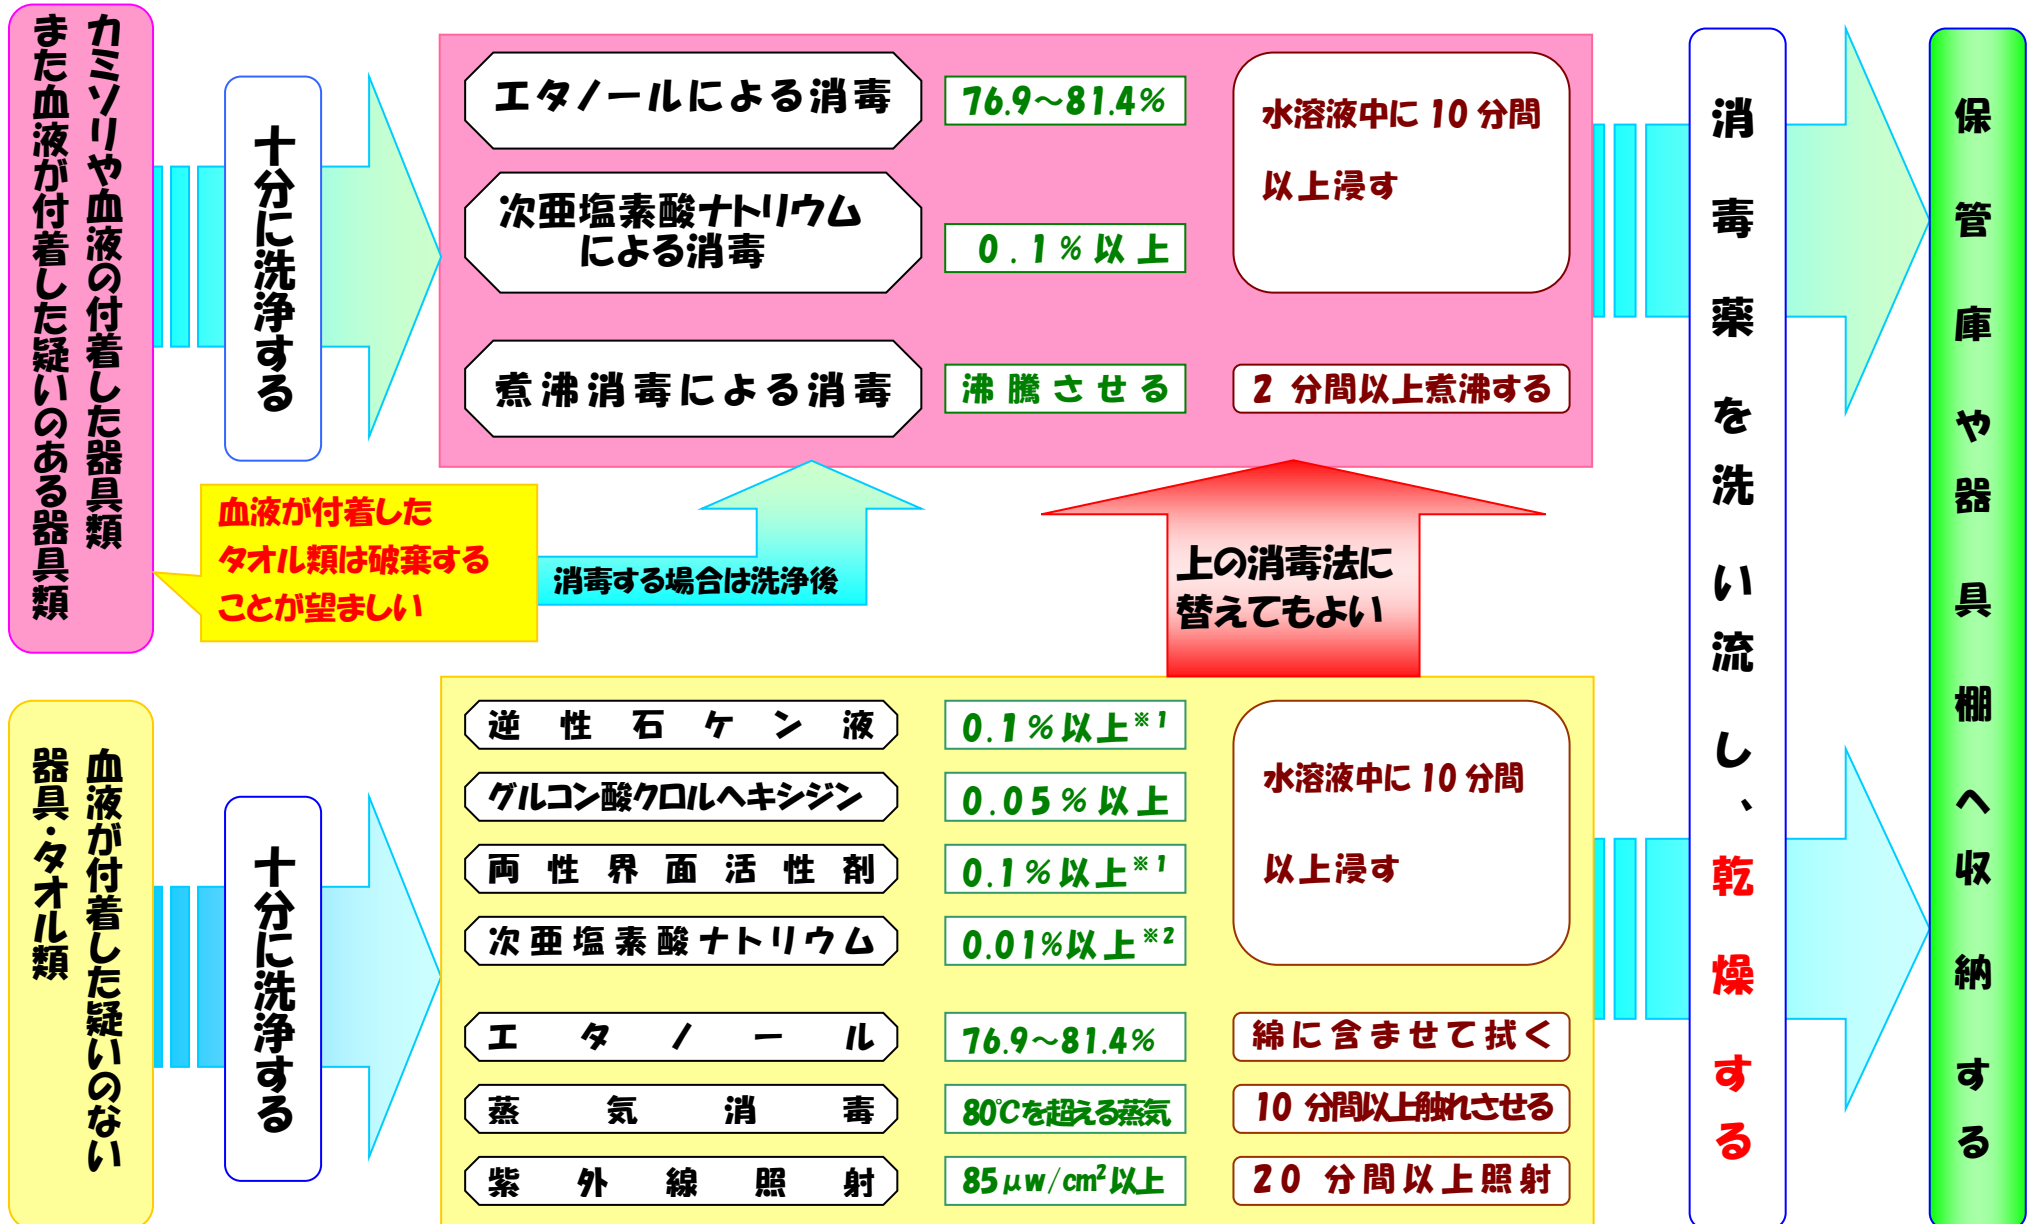 カミソリや血液の付着した器具類
また血液が付着した疑いのある器具類
十分に洗浄する
エタノールによる消毒
76.9~81.4%
次亜塩素酸ナトリウム
による消毒
0.1%以上
水溶液中に10分間
以上浸す
煮沸消毒による消毒
沸騰させる
2分間以上煮沸する
血液が付着した
タオル類は破棄する
ことが望ましい
消毒する場合は洗浄後
上の消毒法に
替えてもよい
血液が付着した疑いのない
器具・タオル類
十分に洗浄する
逆性石ケン液
0.1%以上※1
グルコン酸クロルヘキシジン
0.05%以上
両性界面活性剤
0.1%以上※1
次亜塩素酸ナトリウム
0.01%以上※2
水溶液中に10分間
以上浸す
エタノール
76.9~81.4%
綿に含ませて拭く
蒸気消毒
80℃を超える蒸気
10分間以上触れさせる
紫外線照射
85μw/cm²以上
20分間以上照射
消毒薬を洗い流し、乾燥する
保管庫や器具棚へ収納する